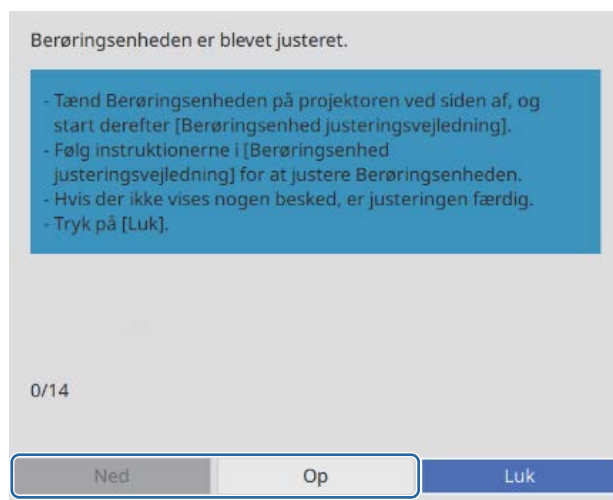 Berøringsenheden er blevet justeret.
- Tænd Berøringsenheden på projektoren ved siden af, og
start derefter [Berøringsenhed justeringsvejledning].
- Følg instruktionerne i [Berøringsenhed
justeringsvejledning] for at justere Berøringsenheden.
- Hvis der ikke vises nogen besked, er justeringen færdig.
- Tryk på [Luk].
0/14
Ned Op Luk